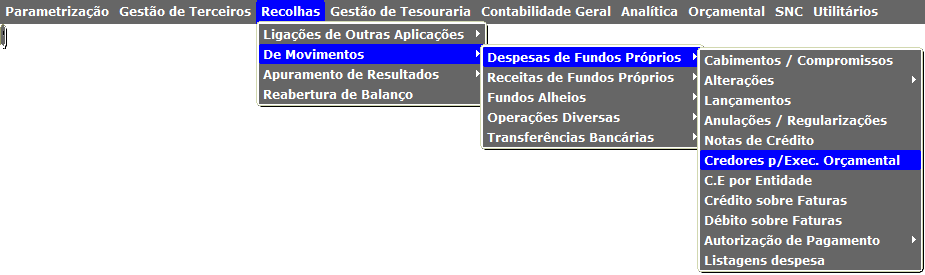 Parametrização Gestão de Terceiros Recolhas Gestão de Tesouraria Contabilidade Geral Analítica Orçamental SNC Utilitários
Ligações de Outras Aplicações
De Movimentos
Apuramento de Resultados
Reabertura de Balanço
Despesas de Fundos Próprios
Receitas de Fundos Próprios
Fundos Alheios
Operações Diversas
Transferências Bancárias
Cabimentos / Compromissos
Alterações
Lançamentos
Anulações / Regularizações
Notas de Crédito
Credores p/Exec. Orçamental
C.E por Entidade
Crédito sobre Faturas
Débito sobre Faturas
Autorização de Pagamento
Listagens despesa